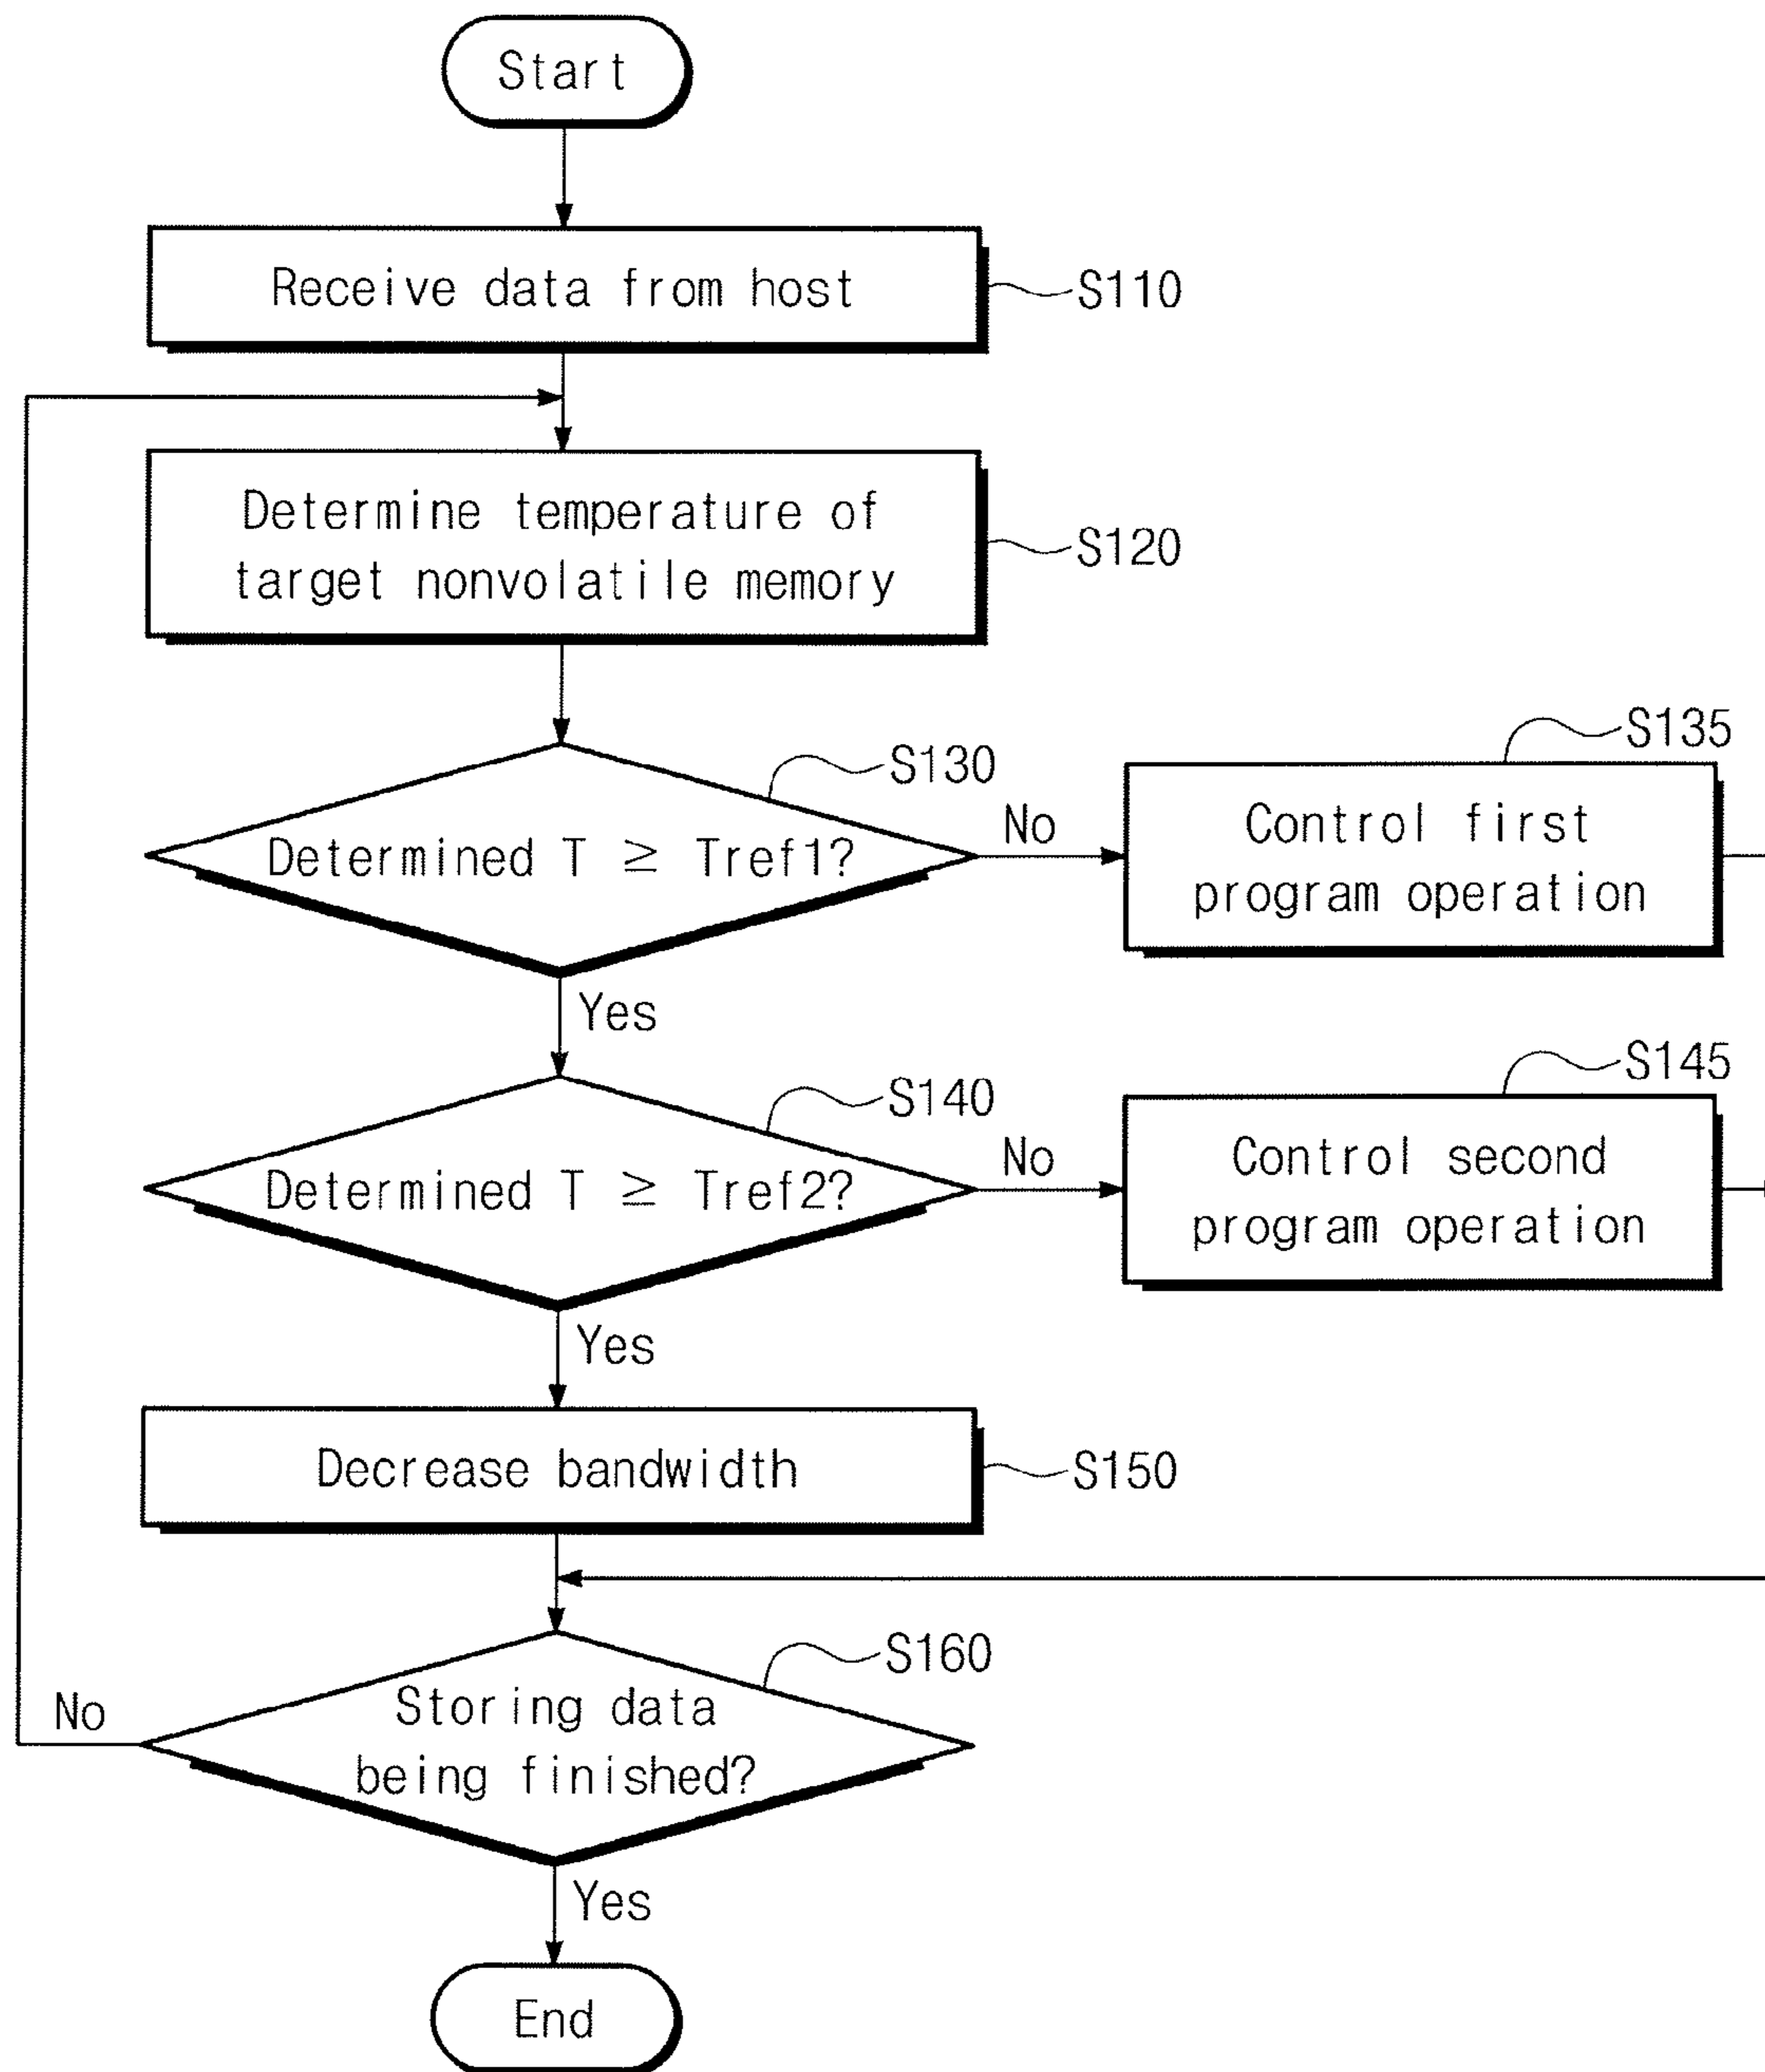 Start
Receive data from host
S110
Determine temperature of
target nonvolatile memory
S120
S130
Determined T ≧ Tref1?
No
S135
Control first
program operation
Yes
S140
Determined T ≧ Tref2?
No
S145
Control second
program operation
Yes
Decrease bandwidth
S150
S160
Storing data
being finished?
No
Yes
End